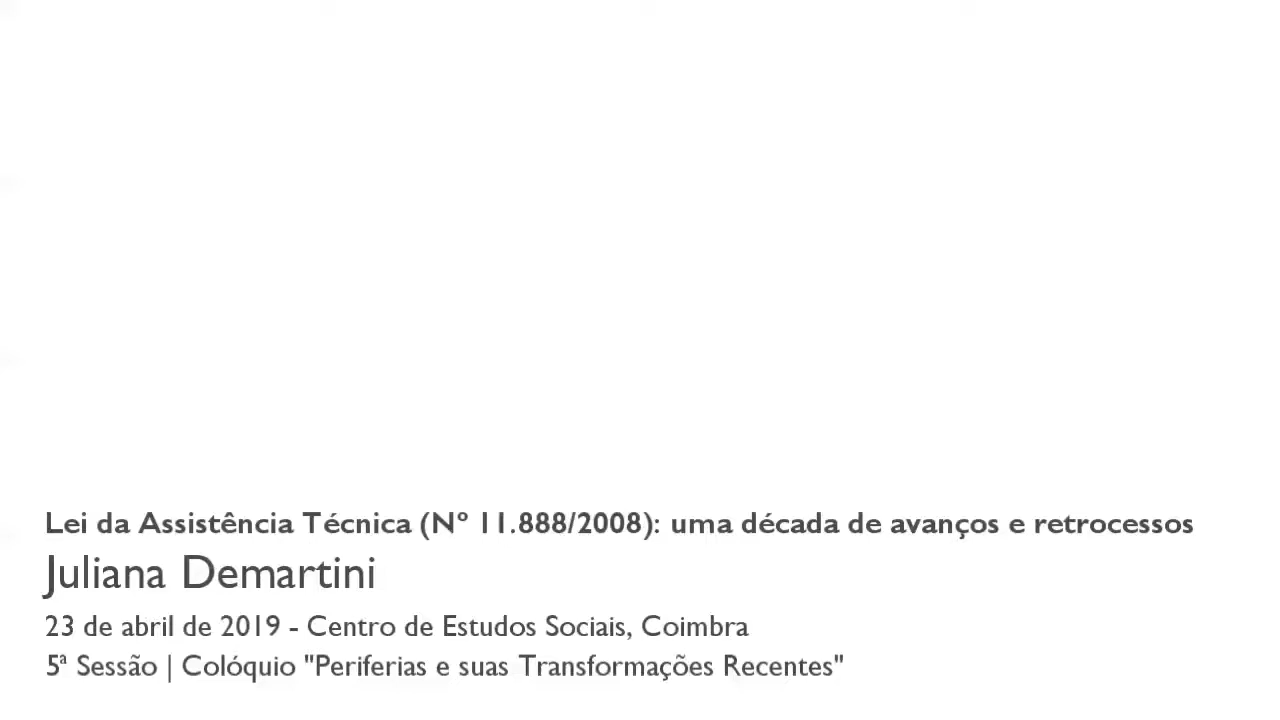 Lei da Assistência Técnica (Nº 11.888/2008): uma década de avanços e retrocessos
Juliana Demartini
23 de abril de 2019 - Centro de Estudos Sociais, Coimbra
5ª Sessão | Colóquio "Periferias e suas Transformações Recentes"